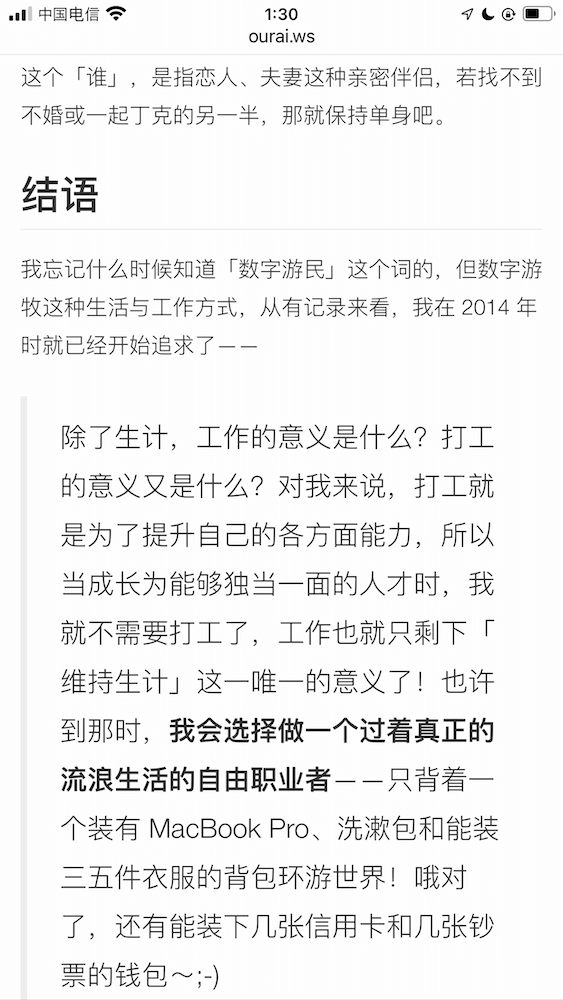 中国电信
1:30
ourai.ws
这个「谁」，是指恋人、夫妻这种亲密伴侣，若找不到
不婚或一起丁克的另一半，那就保持单身吧。
结语
我忘记什么时候知道「数字游民」这个词的，但数字游
牧这种生活与工作方式，从有记录来看，我在 2014 年
时就已经开始追求了——
除了生计，工作的意义是什么？打工
的意义又是什么？对我来说，打工就
是为了提升自己的各方面能力，所以
当成长为能够独当一面的人才时，我
就不需要打工了，工作也就只剩下「
维持生计」这一唯一的意义了！也许
到那时，我会选择做一个过着真正的
流浪生活的自由职业者——只背着一
个装有 MacBook Pro、洗漱包和能装
三五件衣服的背包环游世界！哦对
了，还有能装下几张信用卡和几张钞
票的钱包～;-)